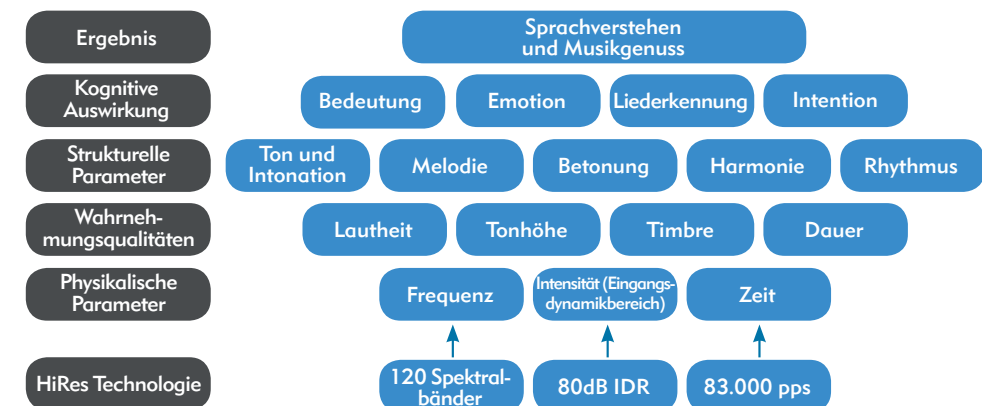 Ergebnis
Sprachverstehen
und Musikgenuss
Kognitive
Auswirkung
Bedeutung
Emotion
Liederkennung
Intention
Strukturelle
Parameter
Ton und
Intonation
Melodie
Betonung
Harmonie
Rhythmus
Wahrneh-
mungsqualitäten
Lautheit
Tonhöhe
Timbre
Dauer
Physikalische
Parameter
Frequenz
Intensität (Eingangs-
dynamikbereich)
Zeit
HiRes Technologie
120 Spektral-
bänder
80dB IDR
83.000 pps